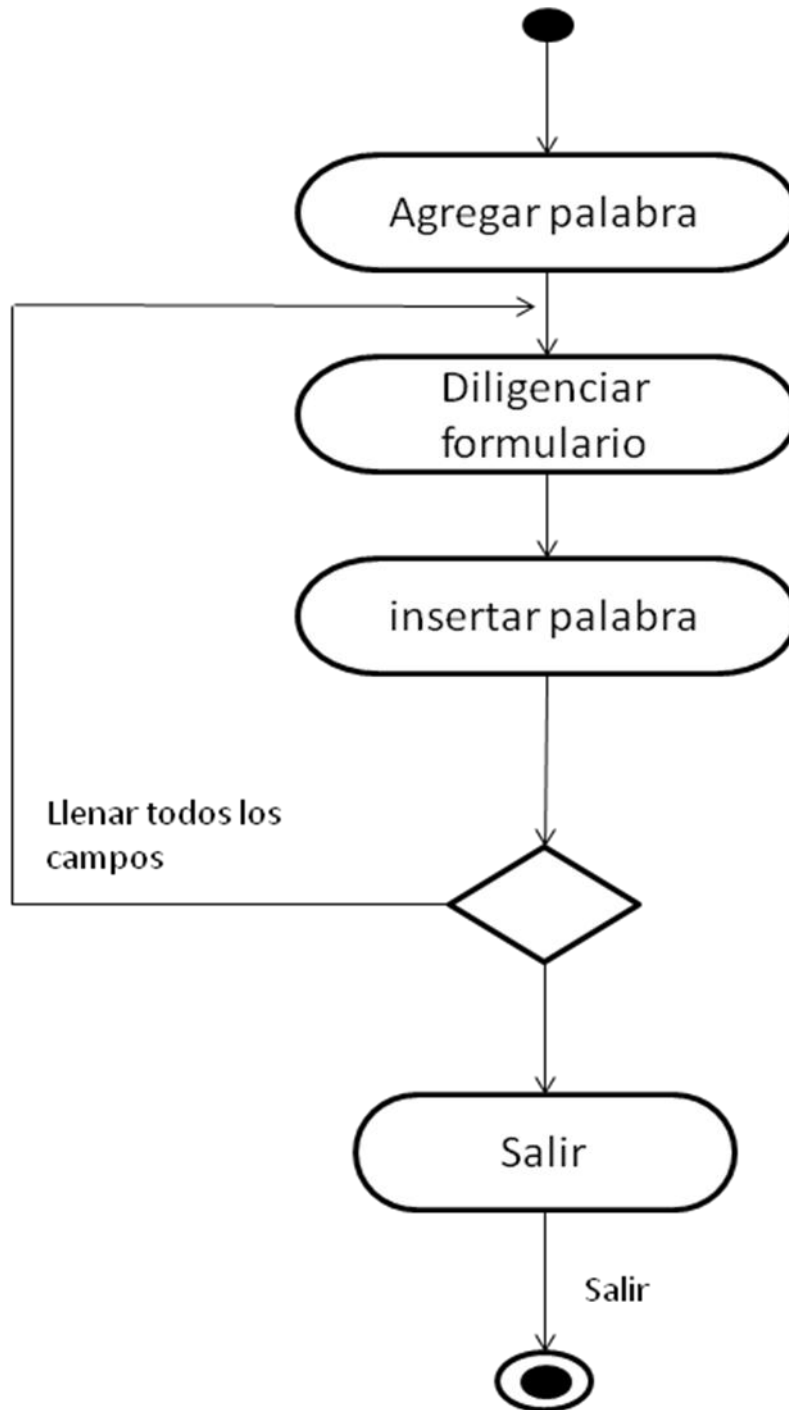 Agregar palabra
Diligenciar
formulario
insertar palabra
Llenar todos los
campos
Salir
Salir